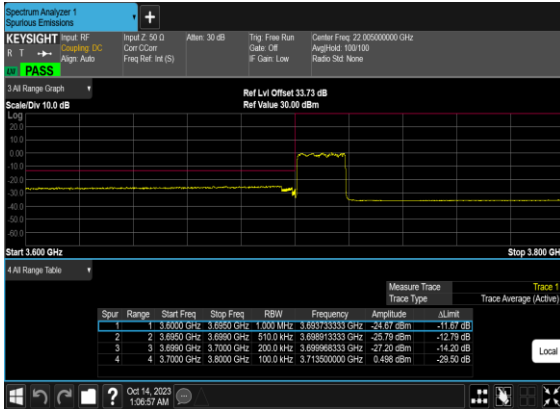 Spectrum Analyzer 1
Spurious Emissions
KEYSIGHT Input: RF Input Z: 50 Ω Atten: 30 dB Trig: Free Run Center Freq: 22.005000000 GHz
R T Coupling: DC Corr CCorr Gate: Off Avg|Hold: 100/100
Align: Auto Freq Ref: Int (S) IF Gain: Low Radio Std: None
PASS
3 All Range Graph
Ref Lvl Offset 33.73 dB
Scale/Div 10.0 dB Ref Value 30.00 dBm
Log
20.0
10.0
0.00
-10.0
-20.0
-30.0
-40.0
-50.0
-60.0
Start 3.600 GHz Stop 3.800 GH
4 All Range Table
Measure Trace Trace 1
Trace Type Trace Average (Active)
Spur Range Start Freq Stop Freq RBW Frequency Amplitude ΔLimit
1 1 3.6000 GHz 3.6950 GHz 1.000 MHz 3.693733333 GHz -24.67 dBm -11.67 dB
2 2 3.6950 GHz 3.6990 GHz 510.0 kHz 3.698913333 GHz -25.79 dBm -12.79 dB
3 3 3.6990 GHz 3.7000 GHz 200.0 kHz 3.699968333 GHz -27.20 dBm -14.20 dB
4 4 3.7000 GHz 3.8000 GHz 100.0 kHz 3.713500000 GHz 0.498 dBm -29.50 dB
Local
Oct 14, 2023
1:06:57 AM